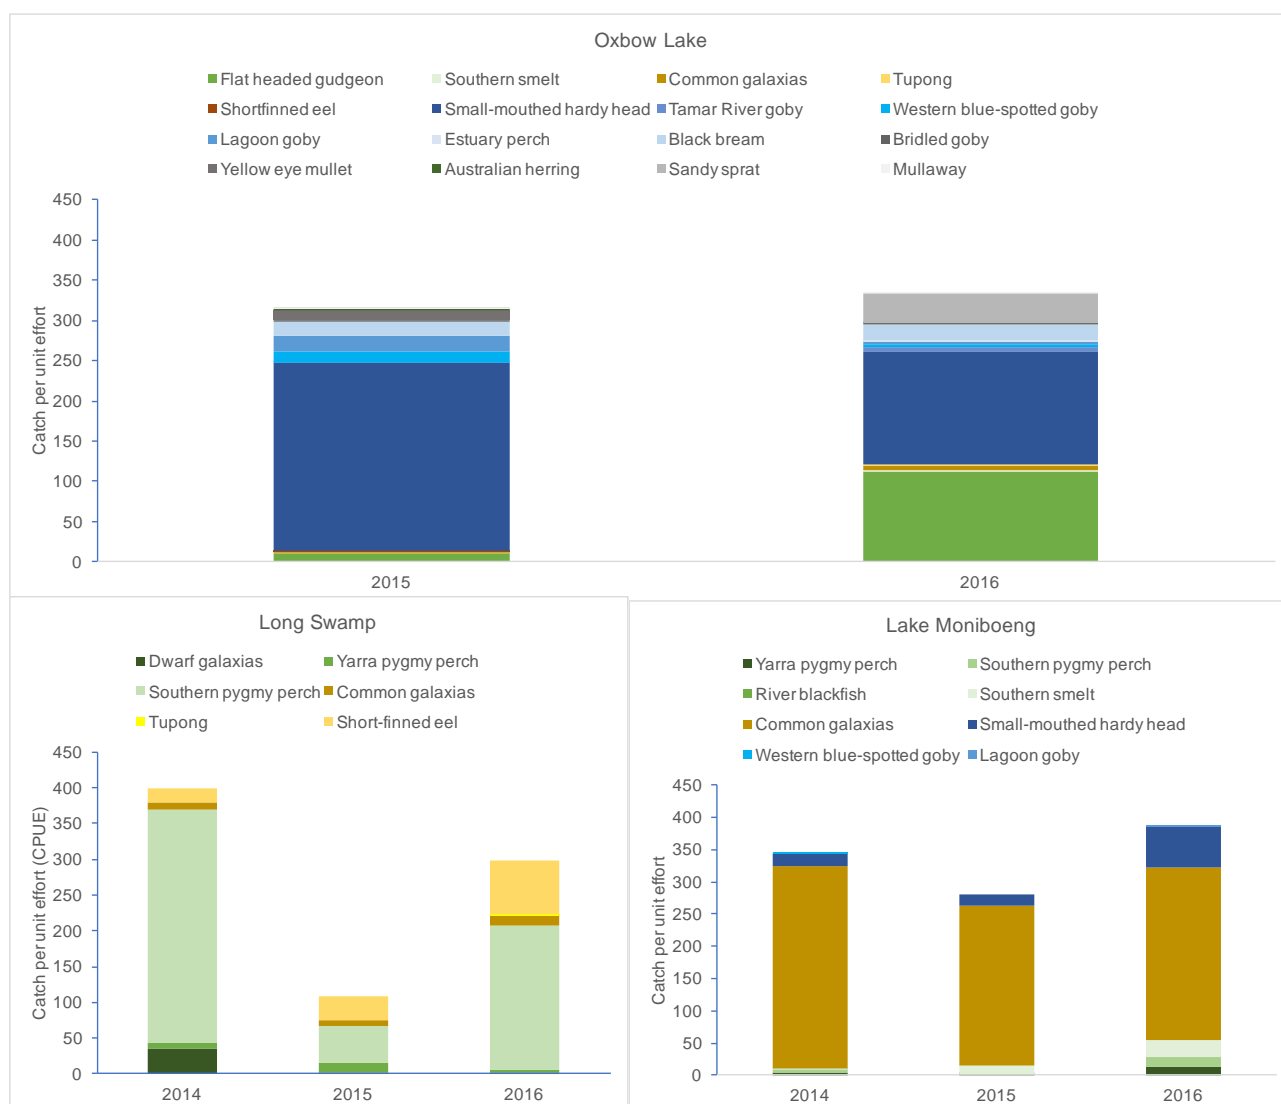 Oxbow Lake
Flat headed gudgeon Southern smelt Common galaxias Tupong
Shortfinned eel Small-mouthed hardy head Tamar River goby Western blue-spotted goby
Lagoon goby Estuary perch Black bream Bridled goby
Yellow eye mullet Australian herring Sandy sprat Mullaway
450
400
350
300
250
200
150
100
50
0
Catch per unit effort
2015 2016
Long Swamp
Dwarf galaxias Yarra pygmy perch
Southern pygmy perch Common galaxias
Tupong Short-finned eel
450
400
350
300
250
200
150
100
50
0
Catch per unit effort (CPUE)
2014 2015 2016
Lake Moniboeng
Yarra pygmy perch Southern pygmy perch
River blackfish Southern smelt
Common galaxias Small-mouthed hardy head
Western blue-spotted goby Lagoon goby
450
400
350
300
250
200
150
100
50
0
Catch per unit effort
2014 2015 2016